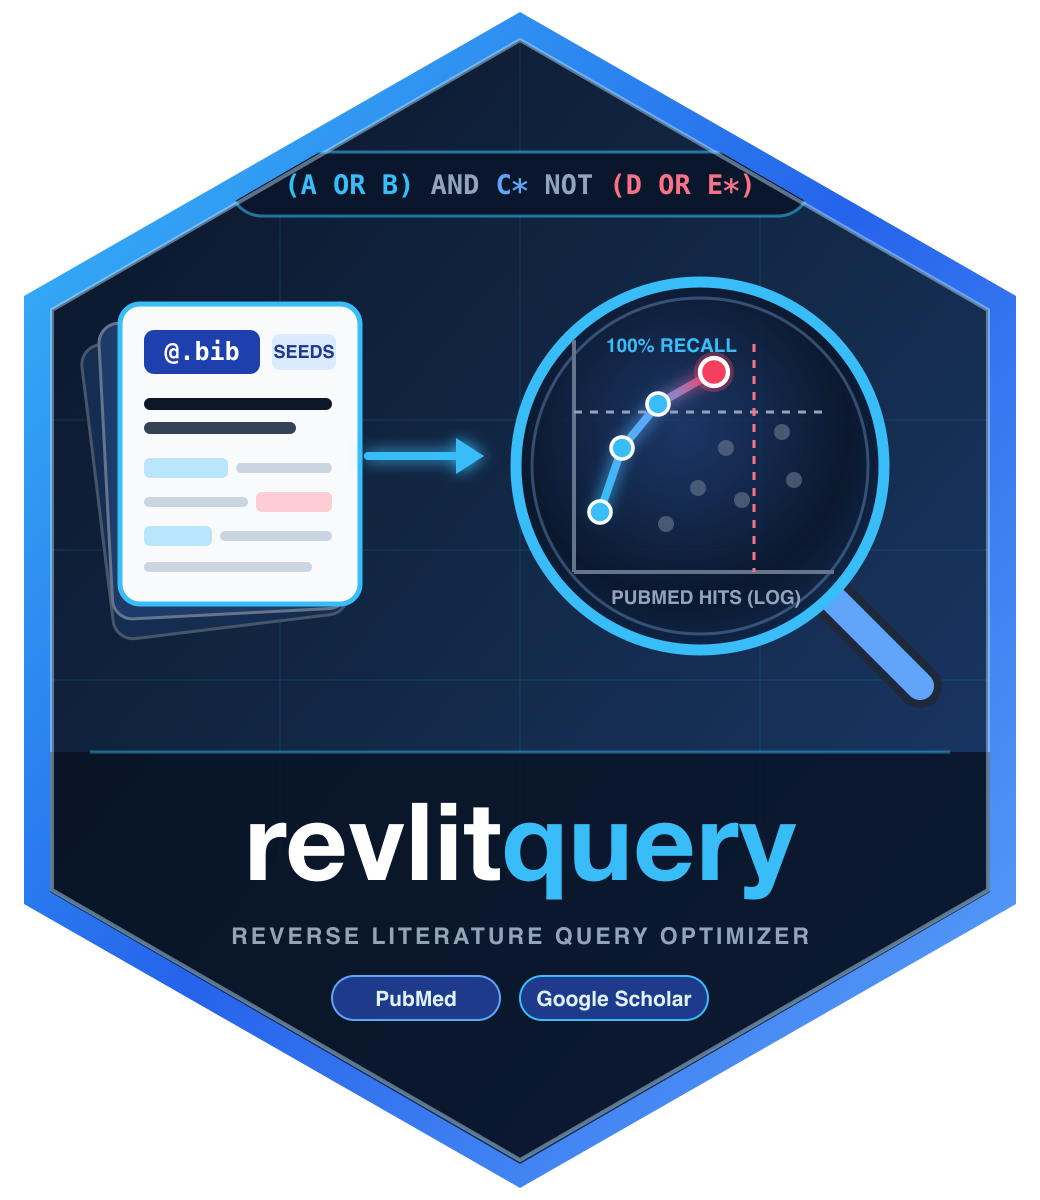 (A OR B) AND C* NOT (D OR E*)
@.bib SEEDS
100% RECALL
PUBMED HITS (LOG)
revlitquery
REVERSE LITERATURE QUERY OPTIMIZER
PubMed Google Scholar